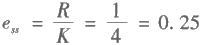 e_ss = R/K = 1/4 = 0.25